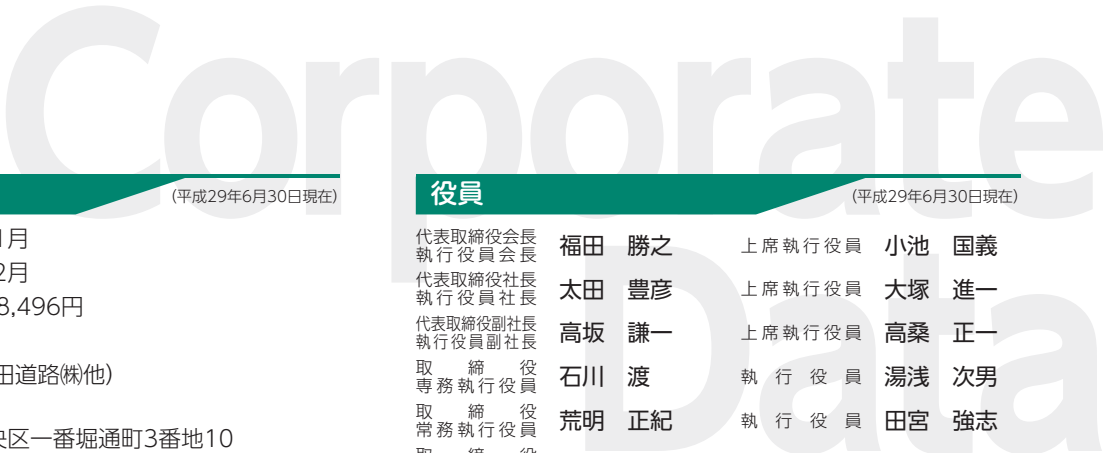 Corporate
Data
(平成29年6月30日現在)
月
2月
8,496円
田道路㈱他)
区一番堀通町3番地10
役員
(平成29年6月30日現在)
代表取締役会長
執行役員会長
福田 勝之
上席執行役員 小池 国義
代表取締役社長
執行役員社長
太田 豊彦
上席執行役員 大塚 進一
代表取締役副社長
執行役員副社長
高坂 謙一
上席執行役員 高桑 正一
取締役
専務執行役員
石川 渡
執行役員 湯浅 次男
取締役
常務執行役員
荒明 正紀
執行役員 田宮 強志